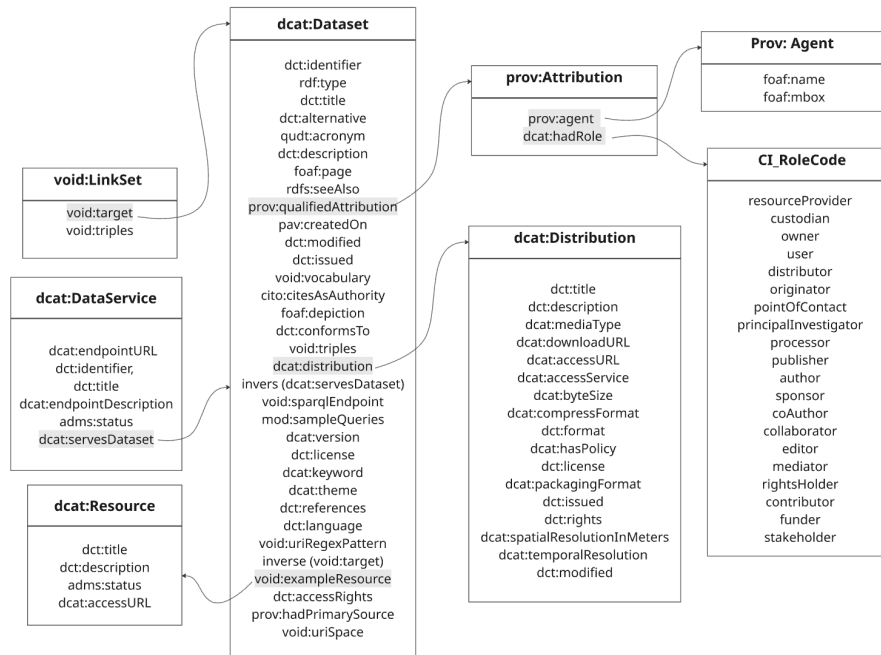 dcat:Dataset
dct:identifier
rdf:type
dct:title
dct:alternative
qudt:acronym
dct:description
foaf:page
rdfs:seeAlso
prov:qualifiedAttribution
pav:createdOn
dct:modified
dct:issued
void:vocabulary
cito:citesAsAuthority
foaf:depiction
dct:conformsTo
void:triples
dcat:distribution
invers (dcat:servesDataset)
void:sparqlEndpoint
mod:sampleQueries
dcat:version
dct:license
dcat:keyword
dcat:theme
dct:references
dct:language
void:uriRegexPattern
inverse (void:target)
void:exampleResource
dct:accessRights
prov:hadPrimarySource
void:uriSpace
void:LinkSet
void:target
void:triples
dcat:DataService
dcat:endpointURL
dct:identifier,
dct:title
dcat:endpointDescription
adms:status
dcat:servesDataset
dcat:Resource
dct:title
dct:description
adms:status
dcat:accessURL
prov:Attribution
prov:agent
dcat:hadRole
Prov: Agent
foaf:name
foaf:mbox
dcat:Distribution
dct:title
dct:description
dcat:mediaType
dcat:downloadURL
dcat:accessURL
dcat:accessService
dcat:byteSize
dcat:compressFormat
dct:format
dcat:hasPolicy
dct:license
dcat:packagingFormat
dct:issued
dct:rights
dcat:spatialResolutionInMeters
dcat:temporalResolution
dct:modified
CI_RoleCode
resourceProvider
custodian
owner
user
distributor
originator
pointOfContact
principalInvestigator
processor
publisher
author
sponsor
coAuthor
collaborator
editor
mediator
rightsHolder
contributor
funder
stakeholder